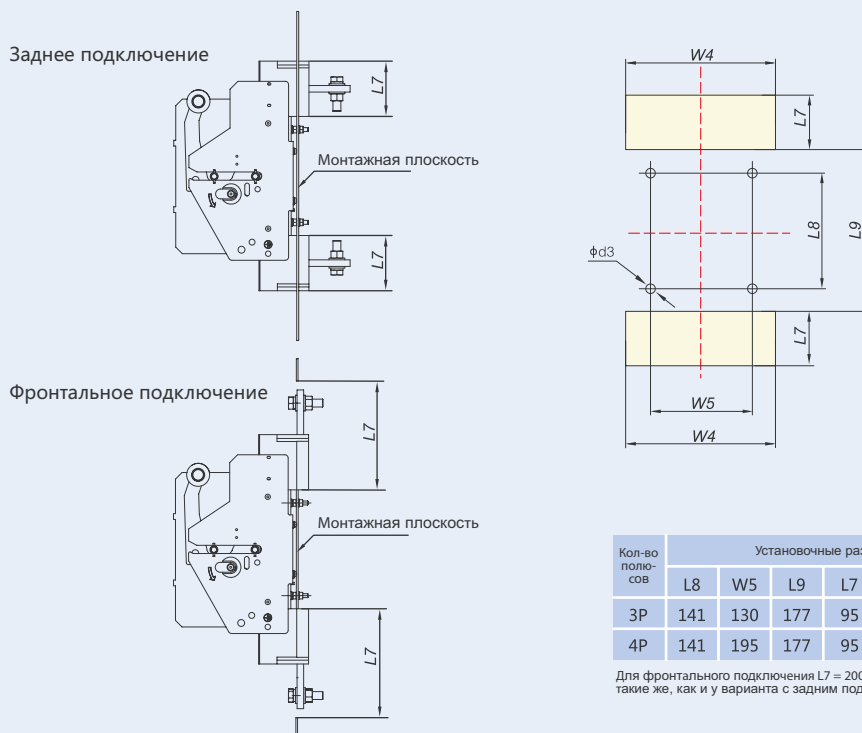 Заднее подключение
L7
Монтажная плоскость
L7
Фронтальное подключение
L7
Монтажная плоскость
L7
W4
L7
L8
L9
ϕd3
L7
W5
W4
Кол-во полю- сов
Установочные раз
L8 W5 L9 L7
3P 141 130 177 95
4P 141 195 177 95
Для фронтального подключения L7 = 200
такие же, как и у варианта с задним под